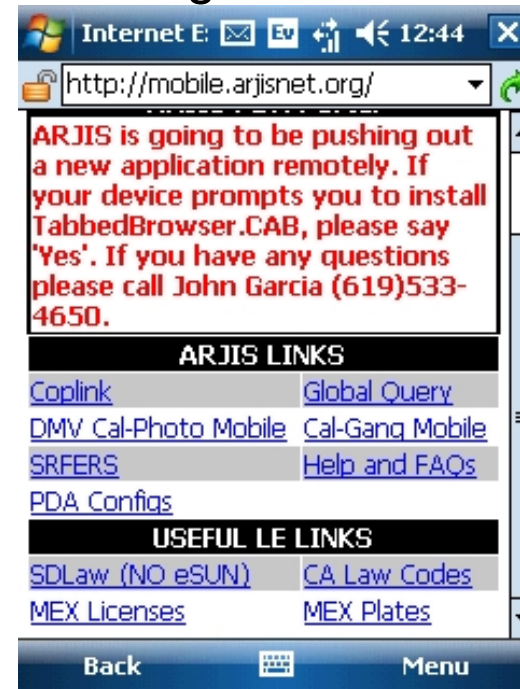 Internet E: Ev 12:44
http://mobile.arjisnet.org/
ARJIS is going to be pushing out
a new application remotely. If
your device prompts you to install
TabbedBrowser.CAB, please say
'Yes'. If you have any questions
please call John Garcia (619)533-
4650.
ARJIS LINKS
Coplink Global Query
DMV Cal-Photo Mobile Cal-Gang Mobile
SRFERS Help and FAQs
PDA Configs
USEFUL LE LINKS
SDLaw (NO eSUN) CA Law Codes
MEX Licenses MEX Plates
Back Menu